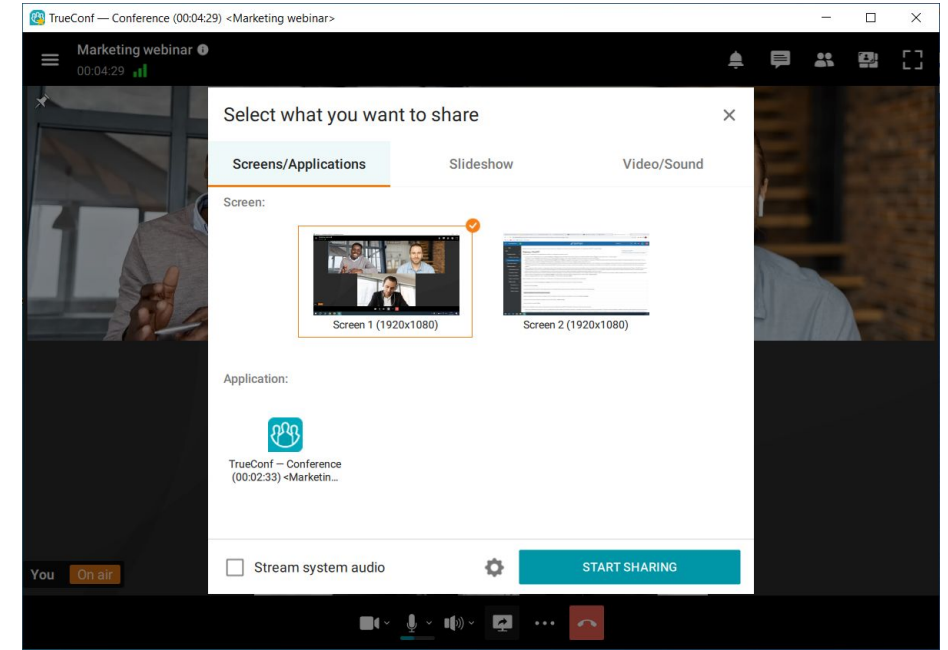 TrueConf — Conference (00:04:29) <Marketing webinar>
Marketing webinar
00:04:29
Select what you want to share
Screens/Applications
Slideshow
Video/Sound
Screen:
Screen 1 (1920x1080)
Screen 2 (1920x1080)
Application:
TrueConf — Conference
(00:02:33) <Marketin...
Stream system audio
START SHARING
You
On air